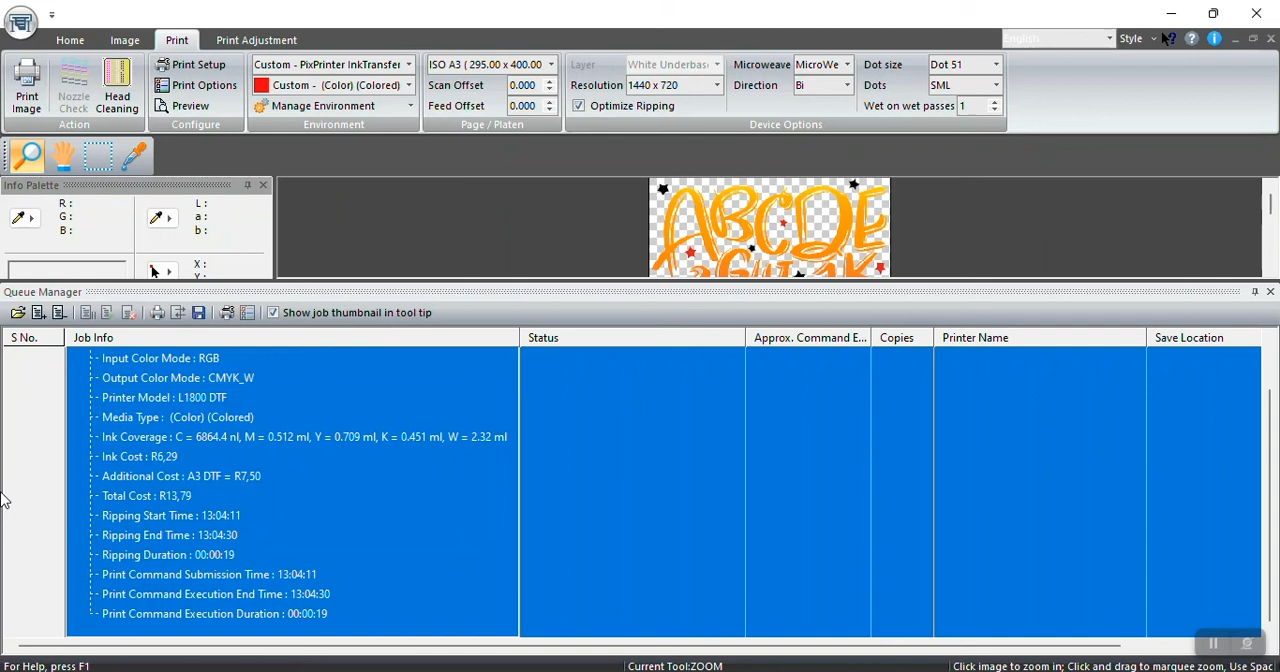 Home Image Print Print Adjustment English Style
Print Image
Nozzle Check
Head Cleaning
Action
Print Setup
Print Options
Preview
Configure
Custom - PixPrinter InkTransfer
Custom - (Color) (Colored)
Manage Environment
Environment
ISO A3 ( 295.00 x 400.00
Scan Offset 0.000
Feed Offset 0.000
Page / Platen
Layer White Underbas
Resolution 1440 x 720
Optimize Ripping
Microweave MicroWe
Direction Bi
Dot size Dot 51
Dots SML
Wet on wet passes 1
Device Options
Info Palette
R :
G :
B :
L :
a :
b :
X :
Y :
ABCDE
Queue Manager
Show job thumbnail in tool tip
S No. Job Info Status Approx. Command E... Copies Printer Name Save Location
Input Color Mode : RGB
Output Color Mode : CMYK_W
Printer Model : L1800 DTF
Media Type : (Color) (Colored)
Ink Coverage : C = 6864.4 nl, M = 0.512 ml, Y = 0.709 ml, K = 0.451 ml, W = 2.32 ml
Ink Cost : R6,29
Additional Cost : A3 DTF = R7,50
Total Cost : R13,79
Ripping Start Time : 13:04:11
Ripping End Time : 13:04:30
Ripping Duration : 00:00:19
Print Command Submission Time : 13:04:11
Print Command Execution End Time : 13:04:30
Print Command Execution Duration : 00:00:19
For Help, press F1 Current Tool:ZOOM Click image to zoom in; Click and drag to marquee zoom, Use Spac